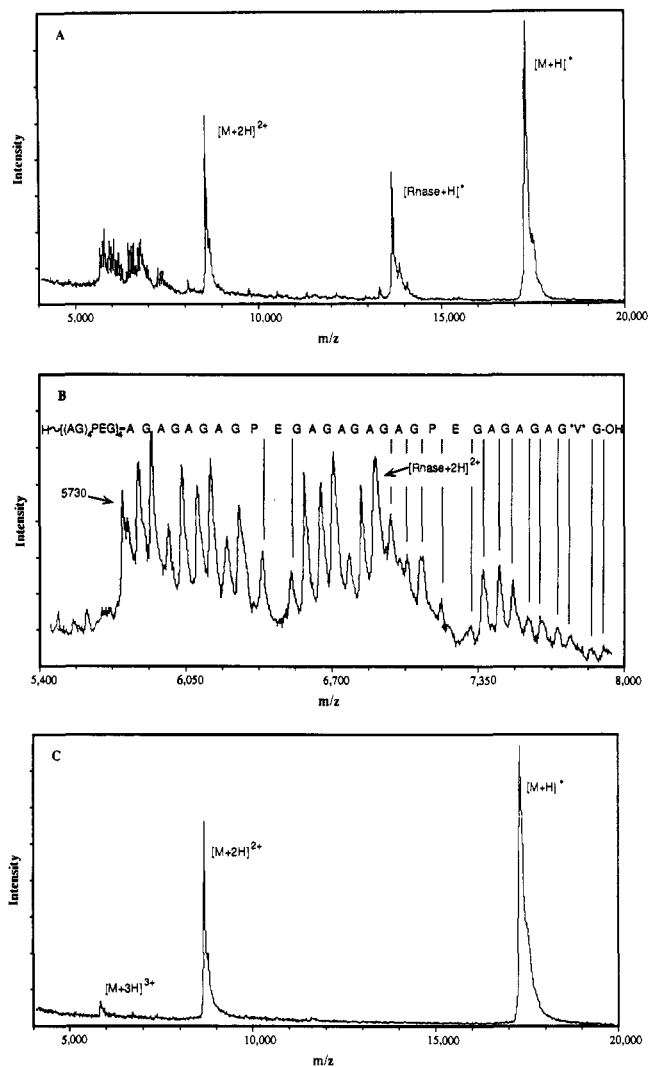 A
[M+H]+
[M+2H]2+
[Rnase+H]+
Intensity
5,000 10,000 15,000 20,000
m/z
B
H~[(AG)4PEG]4-A G A G A G A G P E G A G A G A G A G P E G A G A G A G *V* G-OH
[Rnase+2H]2+
5730
Intensity
5,400 6,050 6,700 7,350 8,000
m/z
C
[M+H]+
[M+2H]2+
[M+3H]3+
Intensity
5,000 10,000 15,000 20,000
m/z